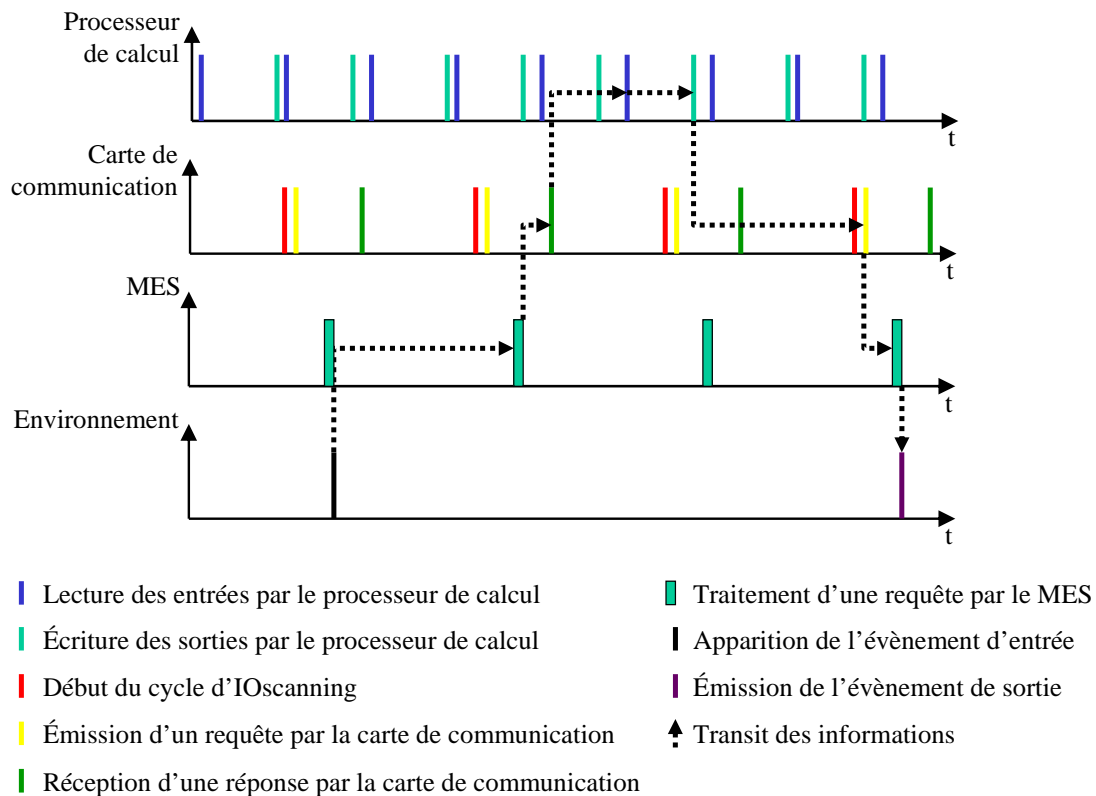 Processeur
de calcul
t
Carte de
communication
t
MES
t
Environnement
t
Lecture des entrées par le processeur de calcul
Écriture des sorties par le processeur de calcul
Début du cycle d'IOscanning
Émission d'un requête par la carte de communication
Réception d'une réponse par la carte de communication
Traitement d'une requête par le MES
Apparition de l'évènement d'entrée
Émission de l'évènement de sortie
Transit des informations